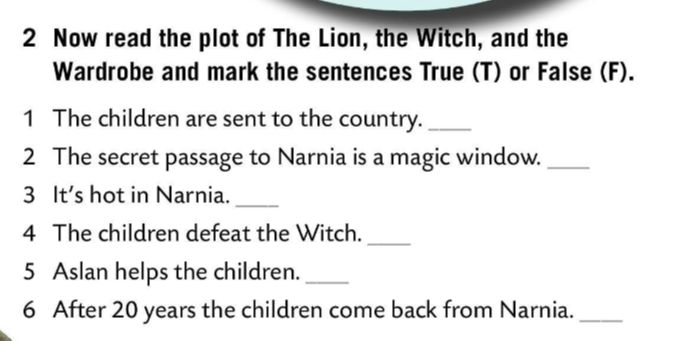 2 Now read the plot of The Lion, the Witch, and the
Wardrobe and mark the sentences True (T) or False (F).
1 The children are sent to the country. ____
2 The secret passage to Narnia is a magic window. ____
3 It's hot in Narnia. ____
4 The children defeat the Witch. ____
5 Aslan helps the children. ____
6 After 20 years the children come back from Narnia. ____